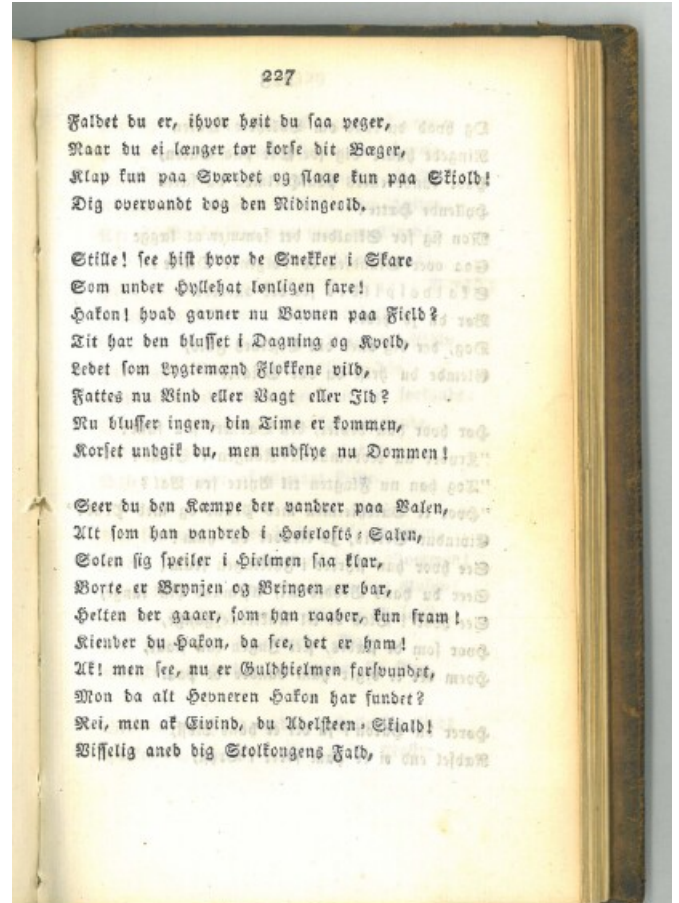 227
Faldet du er, ihvor høit du saa peger,
Naar du ei længer tør korse dit Bæger,
Klap kun paa Sværdet og slaae kun paa Skiold!
Dig overvandt dog den Nidingeold.
Stille! see hist hvor de Snekker i Skare
Som under Hyllehat lønligen fare!
Hakon! hvad gavner nu Bavnen paa Field?
Tit har den blusset i Dagning og Kveld,
Ledet som Lygtemænd Flokkene vild,
Fattes nu Vind eller Vagt eller Ild?
Nu blusser ingen, din Time er kommen,
Korset undgik du, men undflye nu Dommen!
Seer du den Kæmpe der vandrer paa Valen,
Alt som han vandred i Høielofts-Salen,
Solen sig speiler i Hielmen saa klar,
Borte er Brynjen og Bringen er bar,
Helten der gaaer, som han raaber, kun fram!
Kiender du Hakon, da see, det er ham!
Ak! men see, nu er Guldhielmen forsvundet,
Mon da alt Hevneren Hakon har fundet?
Nei, men ak Eivind, du Adelsteen-Skjald!
Visselig aned dig Stolkongens Fald,